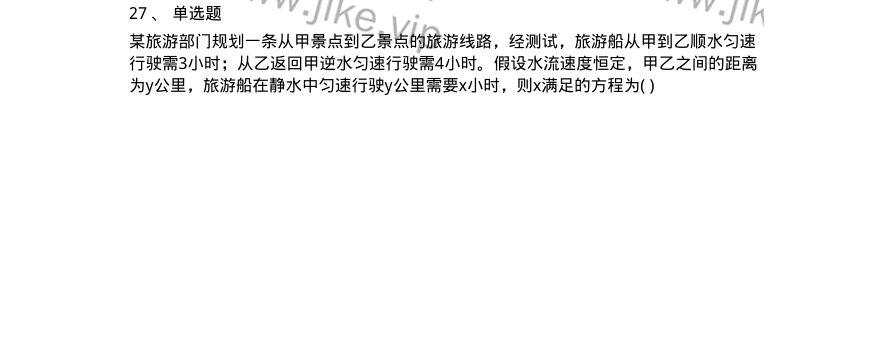 www.jlke.vip
www.jlk
27 、 单选题
某旅游部门规划一条从甲景点到乙景点的旅游线路，经测试，旅游船从甲到乙顺水匀速
行驶需3小时；从乙返回甲逆水匀速行驶需4小时。假设水流速度恒定，甲乙之间的距离
为y公里，旅游船在静水中匀速行驶y公里需要x小时，则x满足的方程为( )